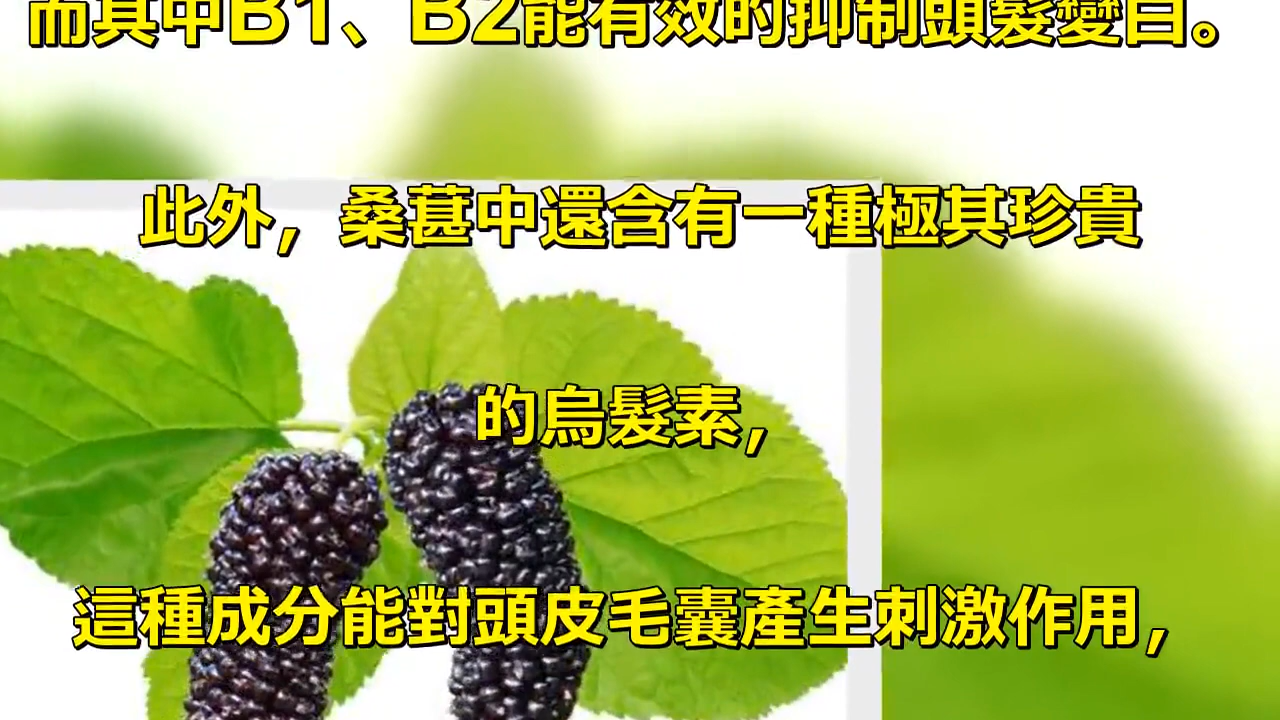 而其中B1、B2能有效的抑制頭髮變白。
此外，桑葚中還含有一種極其珍貴
的烏髮素，
這種成分能對頭皮毛囊產生刺激作用，